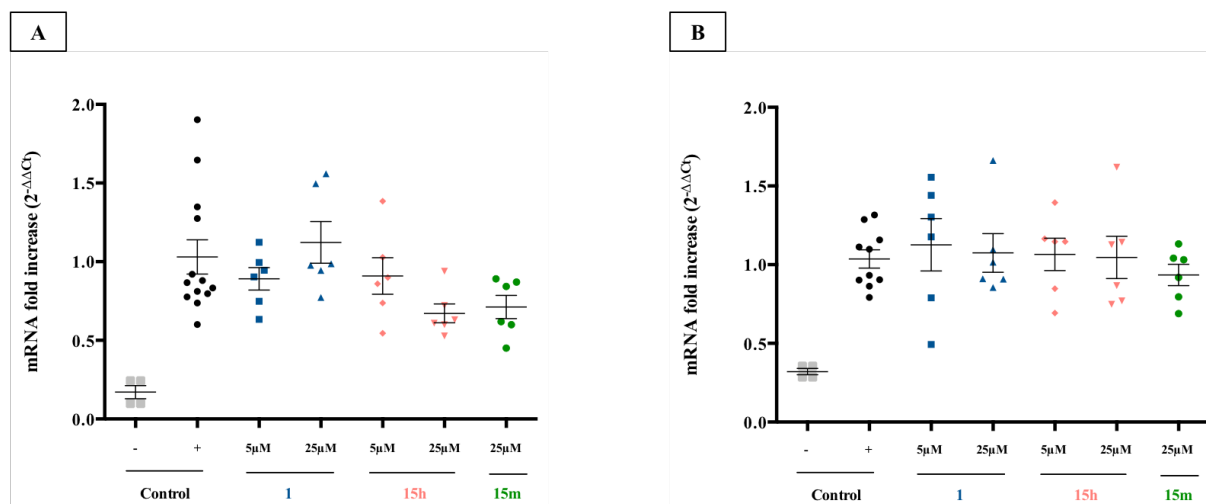 A
mRNA fold increase (2-ΔΔCt)
2.0
1.5
1.0
0.5
0.0
- + 5µM 25µM 5µM 25µM 25µM
Control 1 15h 15m
B
mRNA fold increase (2-ΔΔCt)
2.0
1.5
1.0
0.5
0.0
- + 5µM 25µM 5µM 25µM 25µM
Control 1 15h 15m